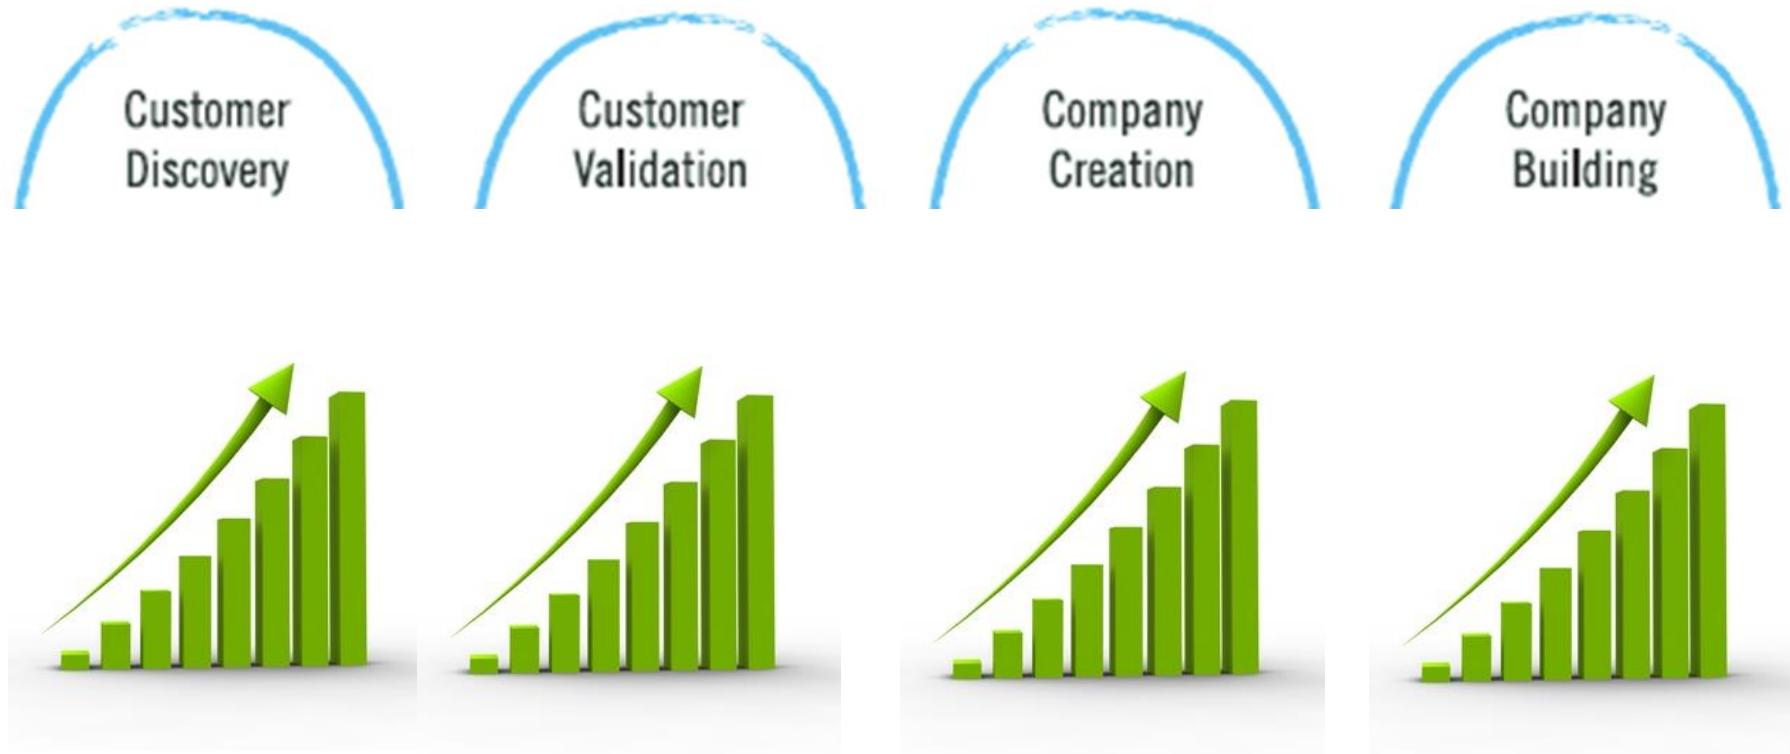 Customer
Discovery
Customer
Validation
Company
Creation
Company
Building